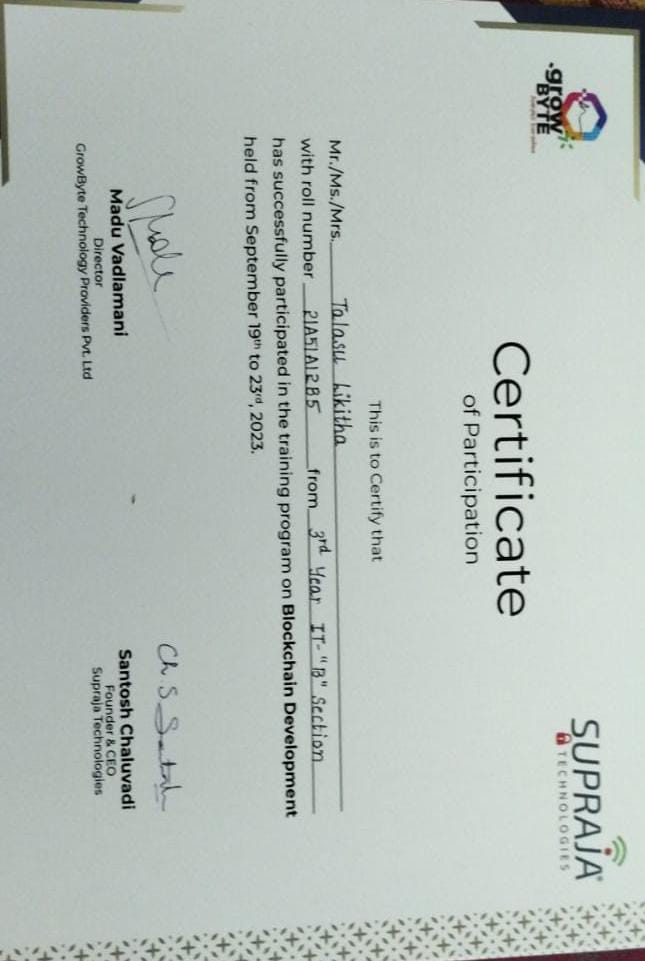 .grow
BYTE
SUPRAJA
TECHNOLOGIES
Certificate
of Participation
This is to Certify that
Mr./Ms./Mrs. Talasu Likitha
with roll number 21A51A12B5 from 3rd Year IT-"B" Section
has successfully participated in the training program on Blockchain Development
held from September 19th to 23rd, 2023.
Ch. S Santosh
Madu Vadlamani
Director
GrowByte Technology Providers Pvt. Ltd
Santosh Chaluvadi
Founder & CEO
Supraja Technologies